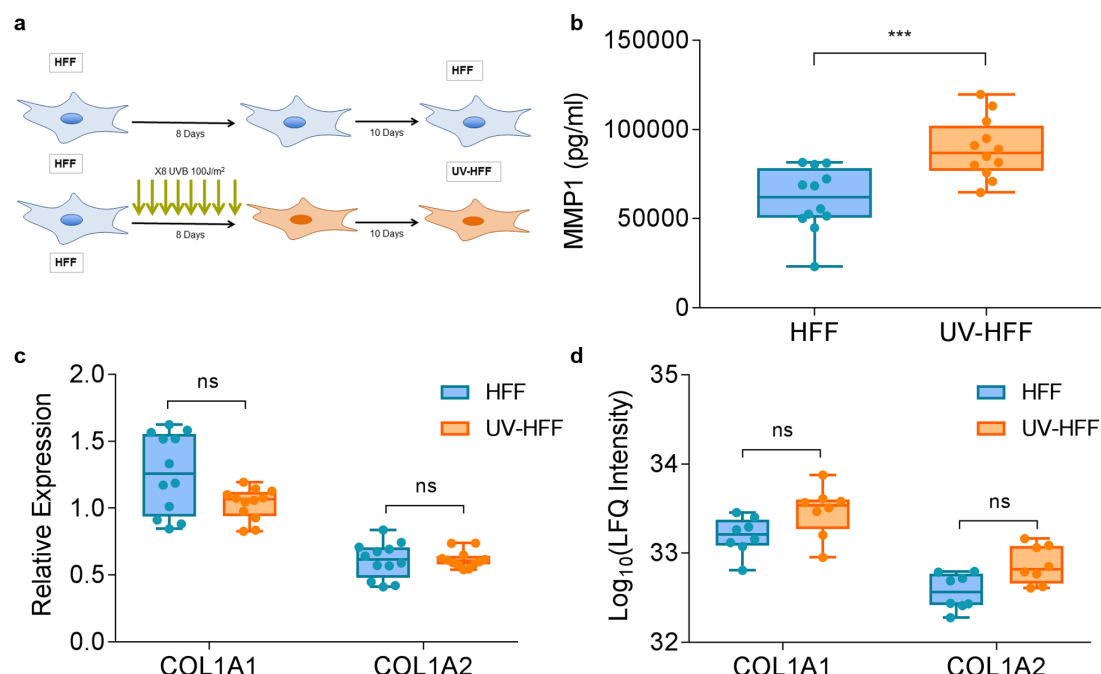 a
HFF
HFF
8 Days
10 Days
HFF
UV-HFF
X8 UVB 100J/m²
8 Days
10 Days
HFF
b
150000
***
100000
50000
0
MMP1 (pg/ml)
HFF
UV-HFF
c
2.0
1.5
1.0
0.5
0.0
Relative Expression
ns
ns
HFF
UV-HFF
COL1A1
COL1A2
d
35
34
33
32
Log₁₀(LFQ Intensity)
ns
ns
HFF
UV-HFF
COL1A1
COL1A2